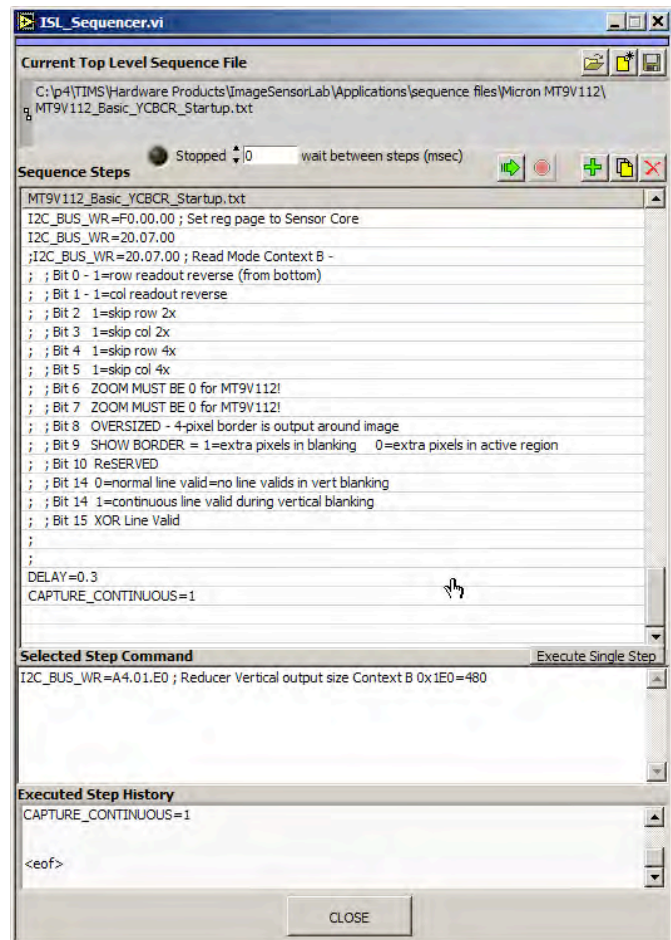 ISL_Sequencer.vi
Current Top Level Sequence File
C:\p4\TIMS\Hardware Products\ImageSensorLab\Applications\sequence files\Micron MT9V112\
MT9V112_Basic_YCBCR_Startup.txt
Stopped 0 wait between steps (msec)
Sequence Steps
MT9V112_Basic_YCBCR_Startup.txt
I2C_BUS_WR=F0.00.00 ; Set reg page to Sensor Core
I2C_BUS_WR=20.07.00
;I2C_BUS_WR=20.07.00 ; Read Mode Context B -
; ; Bit 0 - 1=row readout reverse (from bottom)
; ; Bit 1 - 1=col readout reverse
; ; Bit 2 1=skip row 2x
; ; Bit 3 1=skip col 2x
; ; Bit 4 1=skip row 4x
; ; Bit 5 1=skip col 4x
; ; Bit 6 ZOOM MUST BE 0 for MT9V112!
; ; Bit 7 ZOOM MUST BE 0 for MT9V112!
; ; Bit 8 OVERSIZED - 4-pixel border is output around image
; ; Bit 9 SHOW BORDER = 1=extra pixels in blanking 0=extra pixels in active region
; ; Bit 10 ReSERVED
; ; Bit 14 0=normal line valid=no line valids in vert blanking
; ; Bit 14 1=continuous line valid during vertical blanking
; ; Bit 15 XOR Line Valid
;
;
DELAY=0.3
CAPTURE_CONTINUOUS=1
Selected Step Command Execute Single Step
I2C_BUS_WR=A4.01.E0 ; Reducer Vertical output size Context B 0x1E0=480
Executed Step History
CAPTURE_CONTINUOUS=1
<eof>
CLOSE